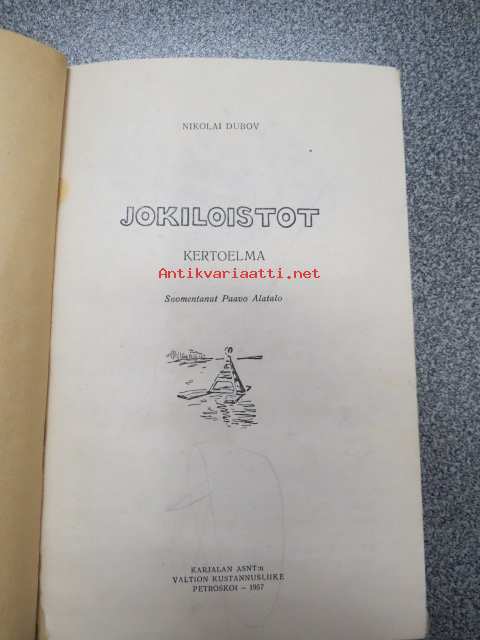 NIKOLAI DUBOV
JOKILOISTOT
KERTOELMA
Antikvariaatti.net
Suomentanut Paavo Alatalo
KARJALAN ASNT:n
VALTION KUSTANNUSLIIKE
PETROSKOI — 1957